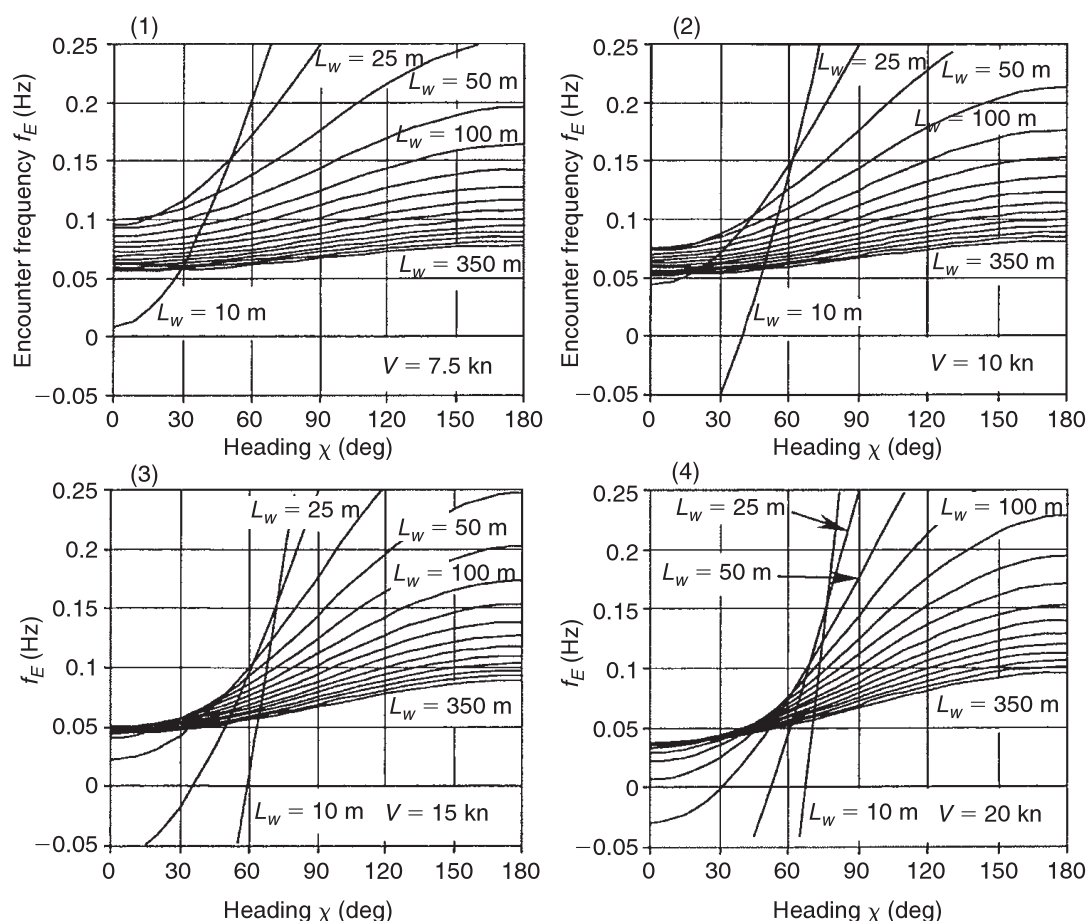 (1)
0.25
0.2
0.15
0.1
0.05
0
−0.05
Encounter frequency f_E (Hz)
L_W = 25 m
L_W = 50 m
L_W = 100 m
L_W = 350 m
L_W = 10 m
V = 7.5 kn
0 30 60 90 120 150 180
Heading χ (deg)
(2)
0.25
0.2
0.15
0.1
0.05
0
−0.05
Encounter frequency f_E (Hz)
L_W = 25 m
L_W = 50 m
L_W = 100 m
L_W = 350 m
L_W = 10 m
V = 10 kn
0 30 60 90 120 150 180
Heading χ (deg)
(3)
0.25
0.2
0.15
0.1
0.05
0
−0.05
f_E (Hz)
L_W = 25 m
L_W = 50 m
L_W = 100 m
L_W = 350 m
L_W = 10 m
V = 15 kn
0 30 60 90 120 150 180
Heading χ (deg)
(4)
0.25
0.2
0.15
0.1
0.05
0
−0.05
f_E (Hz)
L_W = 25 m
L_W = 100 m
L_W = 50 m
L_W = 350 m
L_W = 10 m
V = 20 kn
0 30 60 90 120 150 180
Heading χ (deg)